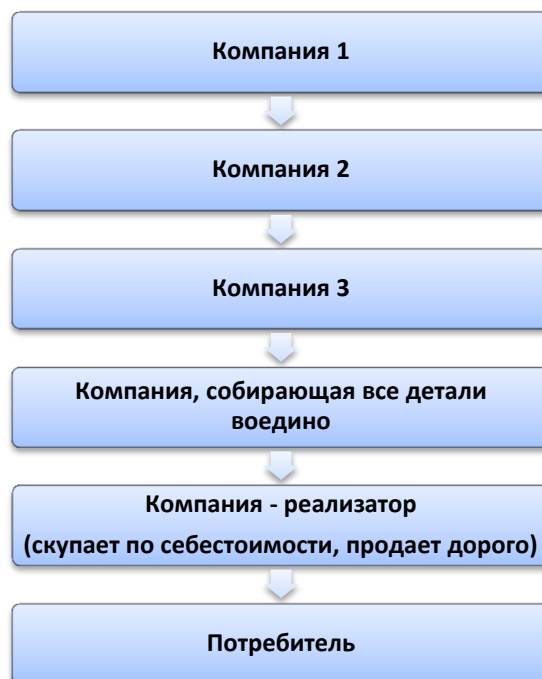 Компания 1
Компания 2
Компания 3
Компания, собирающая все детали
воедино
Компания - реализатор
(скупает по себестоимости, продает дорого)
Потребитель